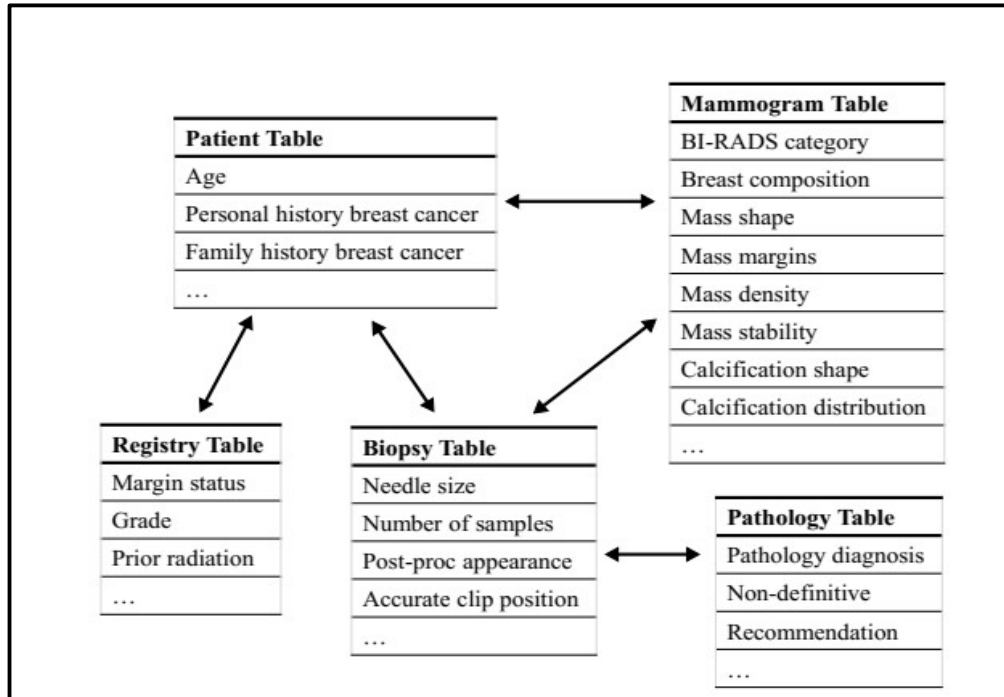 Patient Table
Age
Personal history breast cancer
Family history breast cancer
…
Mammogram Table
BI-RADS category
Breast composition
Mass shape
Mass margins
Mass density
Mass stability
Calcification shape
Calcification distribution
…
Registry Table
Margin status
Grade
Prior radiation
…
Biopsy Table
Needle size
Number of samples
Post-proc appearance
Accurate clip position
…
Pathology Table
Pathology diagnosis
Non-definitive
Recommendation
…